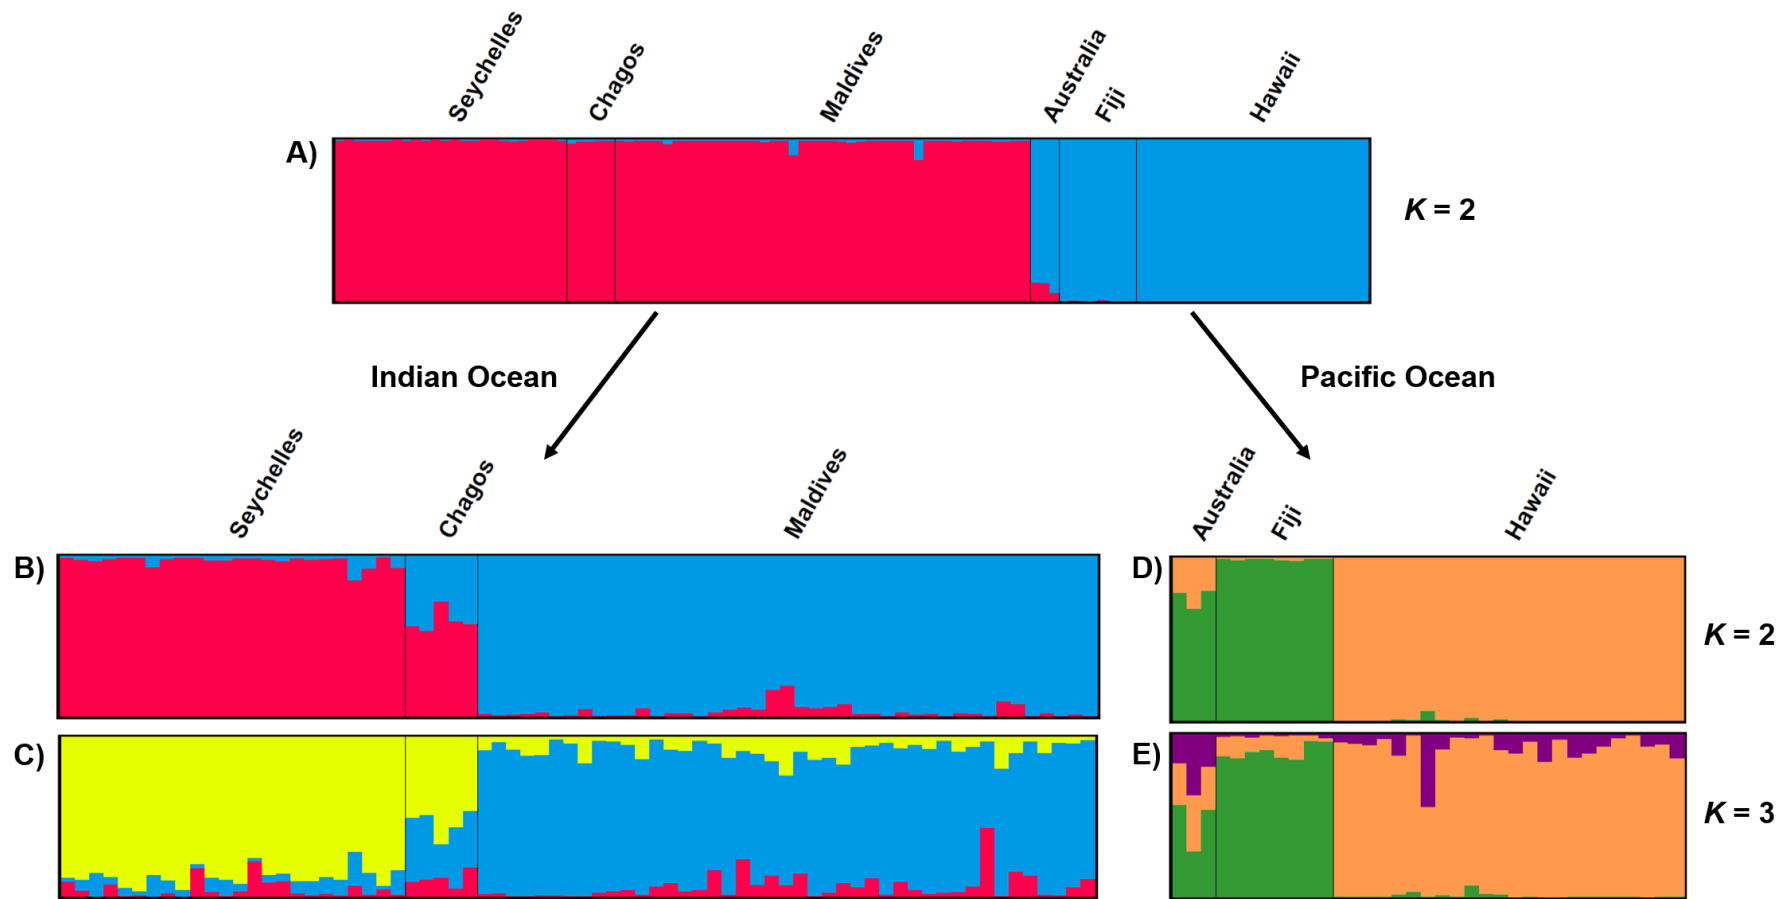 Seychelles
Chagos
Maldives
Australia
Fiji
Hawaii
A)
K = 2
Indian Ocean
Pacific Ocean
Seychelles
Chagos
Maldives
Australia
Fiji
Hawaii
B)
D)
K = 2
C)
E)
K = 3